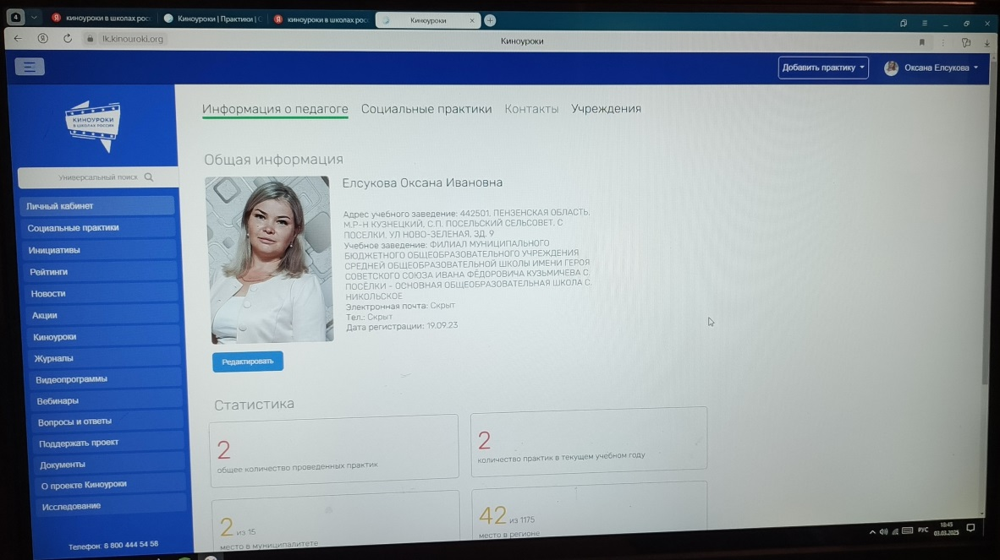 4
киноуроки в школах рос
Киноуроки | Практики | С
киноуроки в школах рос
Киноуроки
lk.kinouroki.org
Киноуроки
Добавить практику
Оксана Елсукова
КИНОУРОКИ
В ШКОЛАХ РОССИИ
Универсальный поиск
Личный кабинет
Социальные практики
Инициативы
Рейтинги
Новости
Акции
Киноуроки
Журналы
Видеопрограммы
Вебинары
Вопросы и ответы
Поддержать проект
Документы
О проекте Киноуроки
Исследование
Телефон: 8 800 444 54 58
Информация о педагоге Социальные практики Контакты Учреждения
Общая информация
Елсукова Оксана Ивановна
Адрес учебного заведение: 442501, ПЕНЗЕНСКАЯ ОБЛАСТЬ,
М.Р-Н КУЗНЕЦКИЙ, С.П. ПОСЕЛЬСКИЙ СЕЛЬСОВЕТ, С
ПОСЕЛКИ, УЛ НОВО-ЗЕЛЕНАЯ, ЗД. 9
Учебное заведение: ФИЛИАЛ МУНИЦИПАЛЬНОГО
БЮДЖЕТНОГО ОБЩЕОБРАЗОВАТЕЛЬНОГО УЧРЕЖДЕНИЯ
СРЕДНЕЙ ОБЩЕОБРАЗОВАТЕЛЬНОЙ ШКОЛЫ ИМЕНИ ГЕРОЯ
СОВЕТСКОГО СОЮЗА ИВАНА ФЁДОРОВИЧА КУЗЬМИЧЕВА С.
ПОСЁЛКИ - ОСНОВНАЯ ОБЩЕОБРАЗОВАТЕЛЬНАЯ ШКОЛА С.
НИКОЛЬСКОЕ
Электронная почта: Скрыт
Тел.: Скрыт
Дата регистрации: 19.09.23
Редактировать
Статистика
2
общее количество проведенных практик
2
количество практик в текущем учебном году
2 из 15
место в муниципалитете
42 из 1175
место в регионе
РУС
18:45
03.03.2025